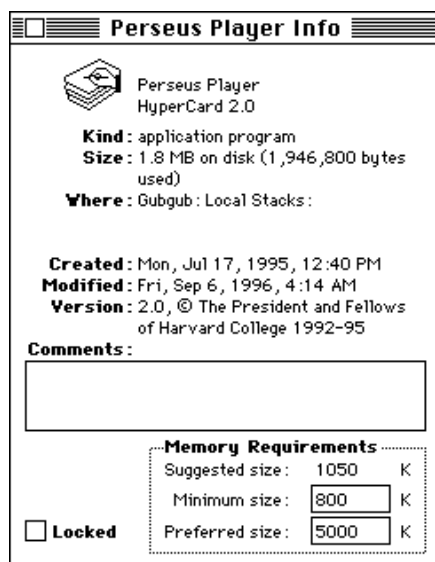 Perseus Player Info
Perseus Player
HyperCard 2.0
Kind: application program
Size: 1.8 MB on disk (1,946,800 bytes
used)
Where: Gubgub: Local Stacks:
Created: Mon, Jul 17, 1995, 12:40 PM
Modified: Fri, Sep 6, 1996, 4:14 AM
Version: 2.0, © The President and Fellows
of Harvard College 1992-95
Comments:
Memory Requirements
Suggested size: 1050 K
Minimum size: 800 K
Locked Preferred size: 5000 K